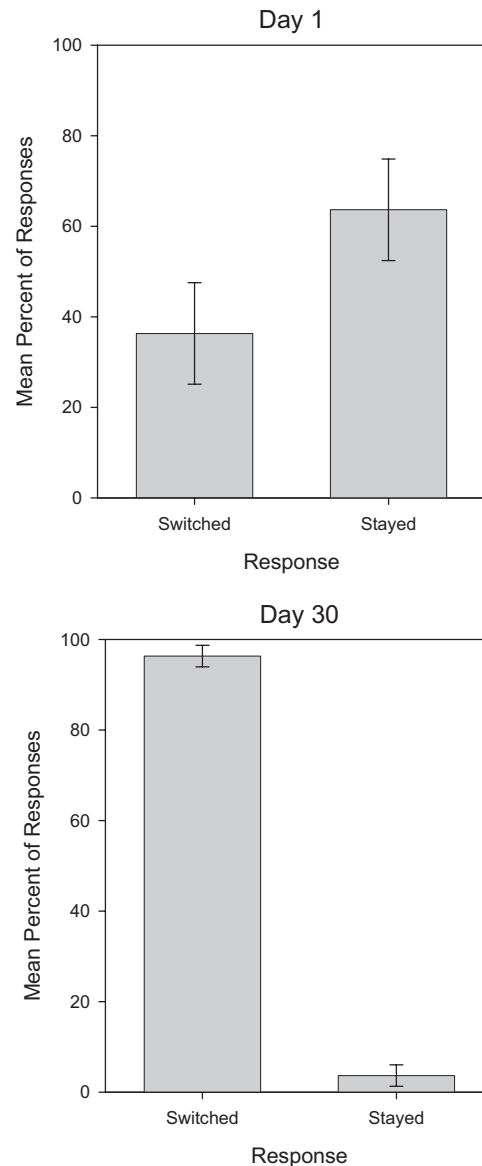 Day 1
Mean Percent of Responses
100
80
60
40
20
0
Switched Stayed
Response
Day 30
Mean Percent of Responses
100
80
60
40
20
0
Switched Stayed
Response